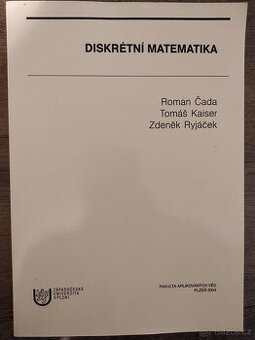 DISKRÉTNÍ MATEMATIKA
Roman Čada
Tomáš Kaiser
Zdeněk Ryjáček
ZÁPADOČESKÁ
UNIVERZITA
V PLZNI
FAKULTA APLIKOVANÝCH VĚD
PLZEŇ 2004